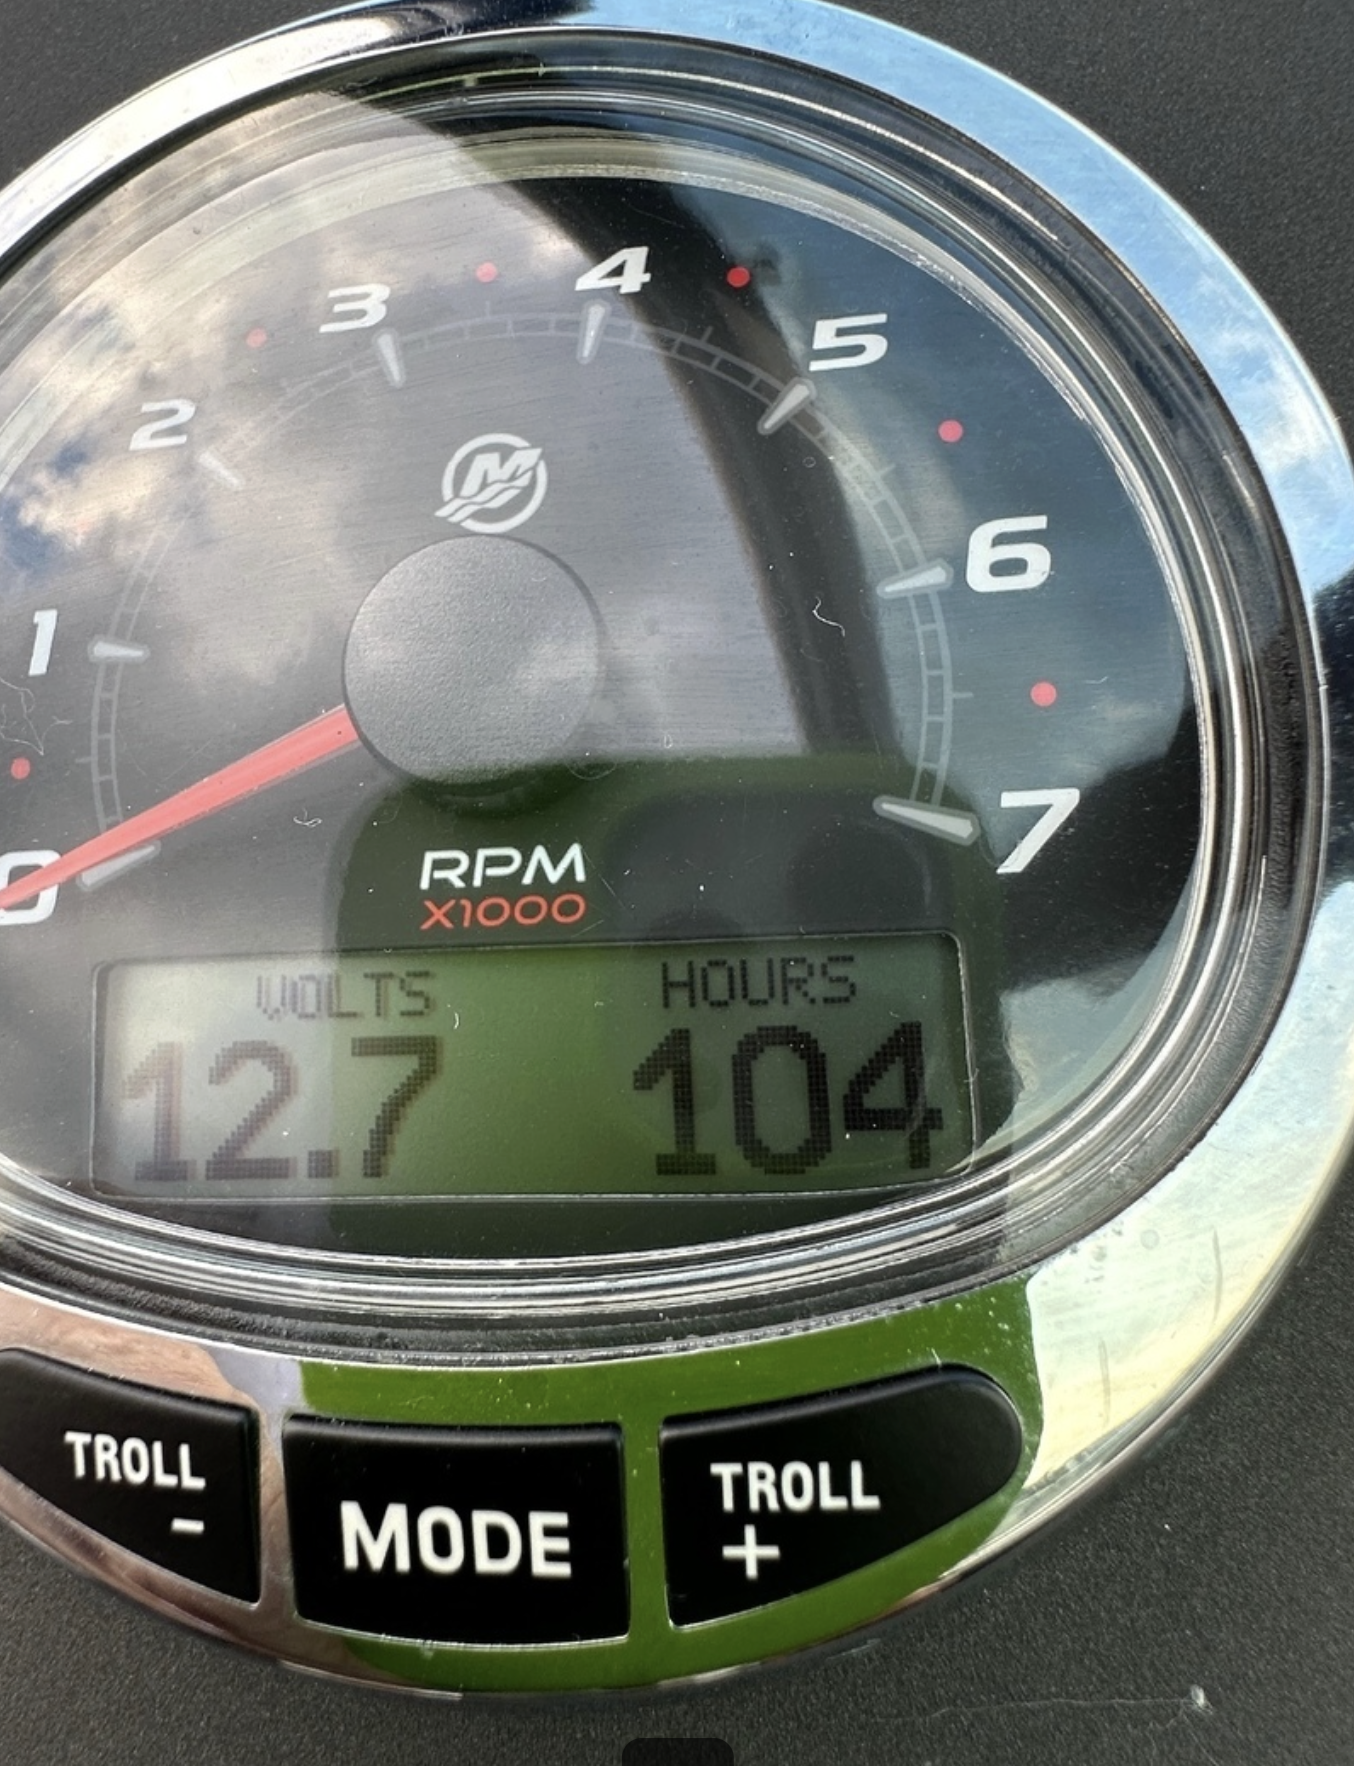 4
3
5
2
6
1
7
0
RPM
X1000
VOLTS HOURS
12.7 104
TROLL
-
MODE
TROLL
+